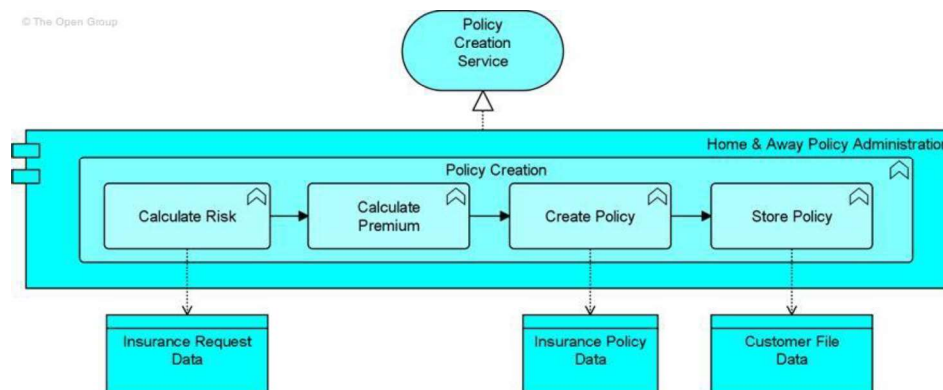 © The Open Group
Policy
Creation
Service
Home & Away Policy Administration
Policy Creation
Calculate Risk
Calculate
Premium
Create Policy
Store Policy
Insurance Request
Data
Insurance Policy
Data
Customer File
Data